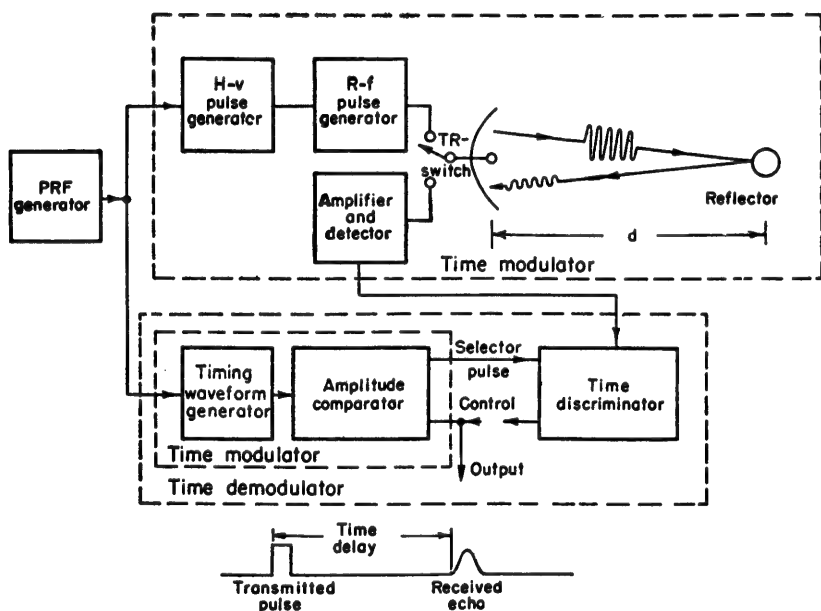 H-v
pulse
generator
R-f
pulse
generator
TR-
switch
PRF
generator
Amplifier
and
detector
Reflector
d
Time modulator
Timing
waveform
generator
Amplitude
comparator
Selector
pulse
Control
Output
Time
discriminator
Time modulator
Time demodulator
Time
delay
Transmitted
pulse
Received
echo